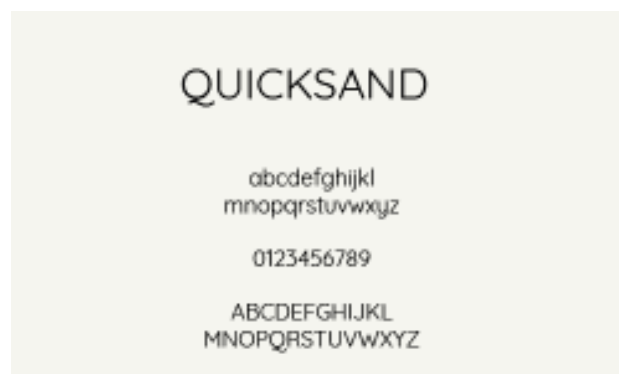 QUICKSAND
abcdefghijkl
mnopqrstuvwxyz
0123456789
ABCDEFGHIJKL
MNOPQRSTUVWXYZ